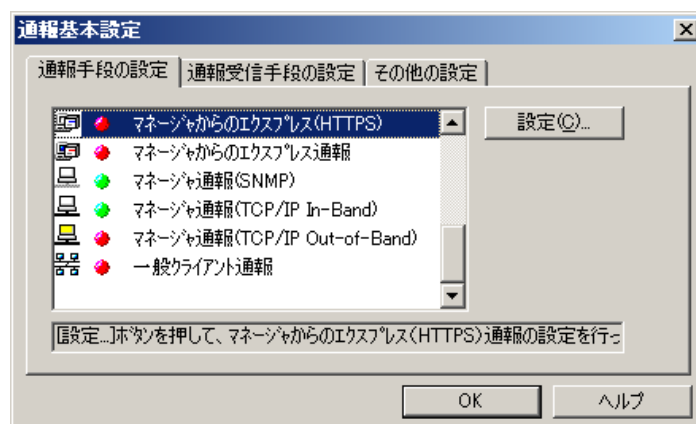 通報基本設定
通報手段の設定 通報受信手段の設定 その他の設定
マネージャからのエクスプレス(HTTPS)
設定(C)...
マネージャからのエクスプレス通報
マネージャ通報(SNMP)
マネージャ通報(TCP/IP In-Band)
マネージャ通報(TCP/IP Out-of-Band)
一般クライアント通報
[設定...]ボタンを押して、マネージャからのエクスプレス(HTTPS)通報の設定を行っ
OK ヘルプ